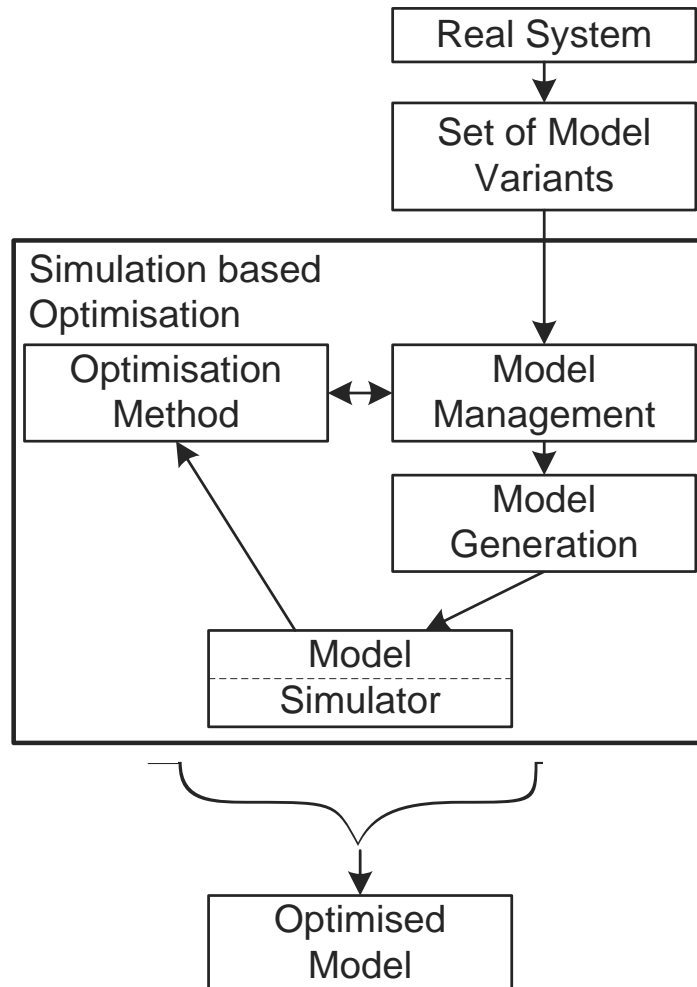 Real System
Set of Model
Variants
Simulation based
Optimisation
Optimisation
Method
Model
Management
Model
Generation
Model
Simulator
Optimised
Model